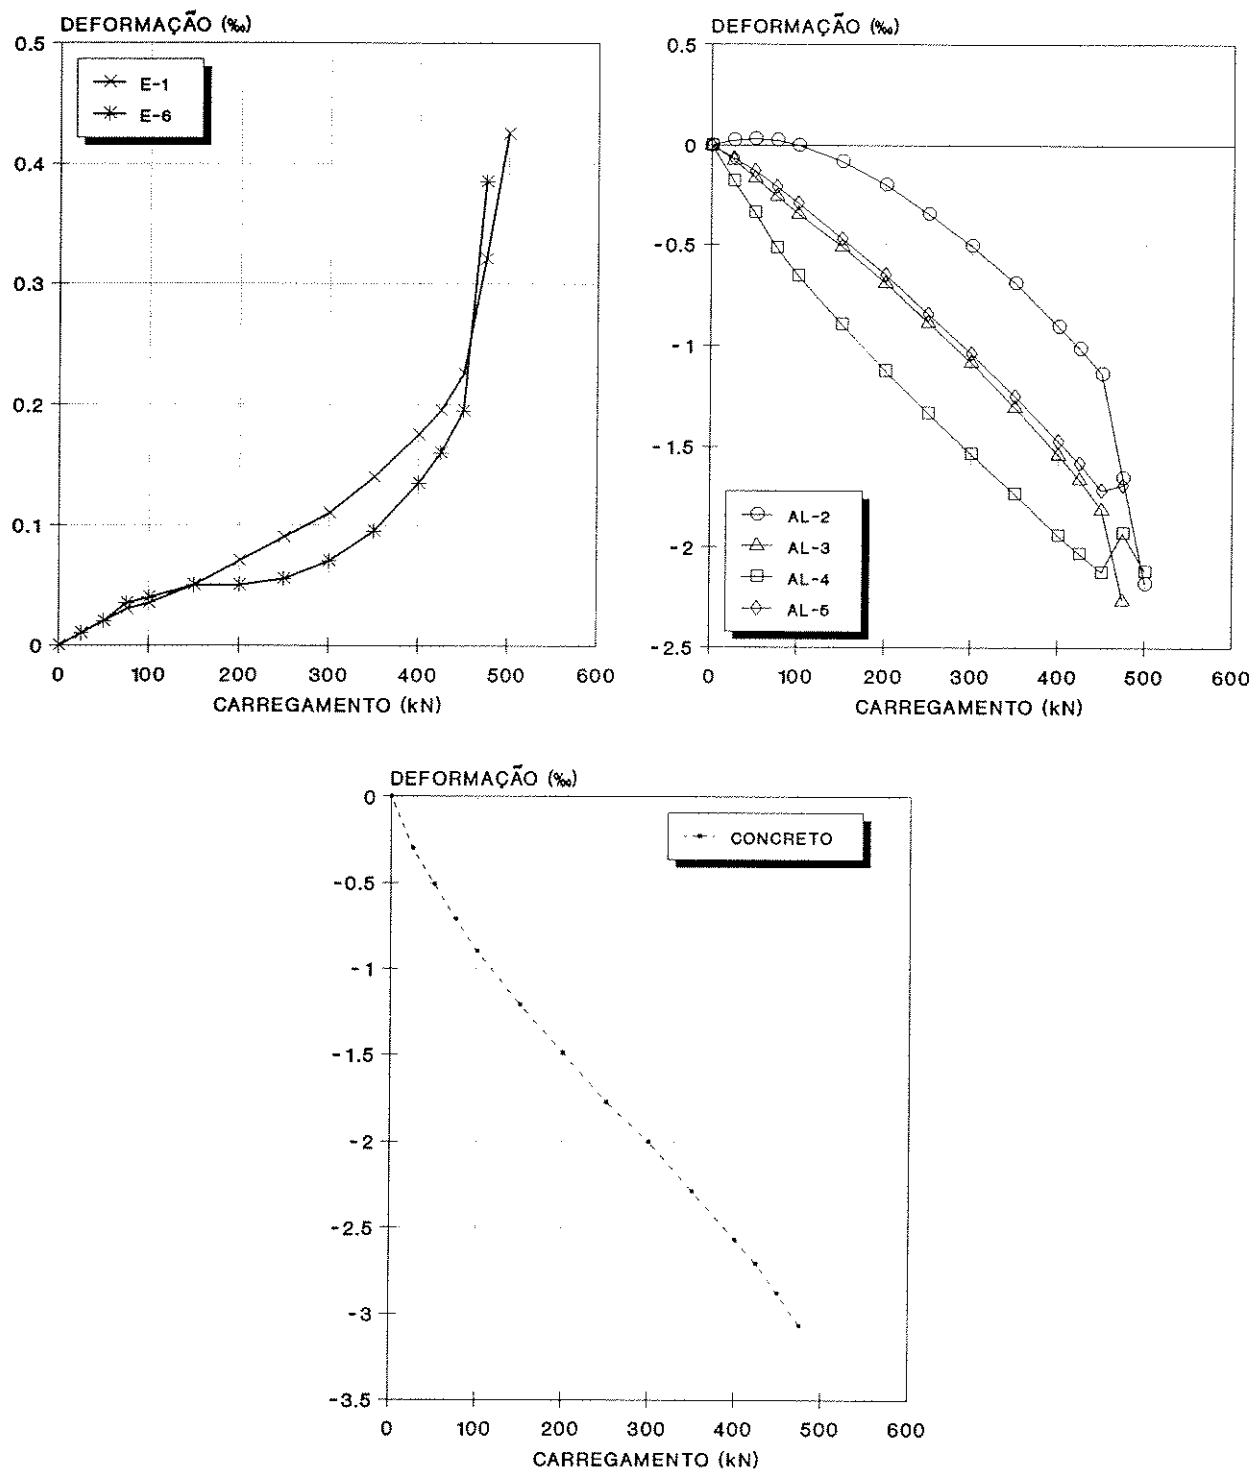 DEFORMAÇÃO (‰)
0.5
0.4
0.3
0.2
0.1
0
E-1
E-6
0 100 200 300 400 500 600
CARREGAMENTO (kN)
DEFORMAÇÃO (‰)
0.5
0
-0.5
-1
-1.5
-2
-2.5
AL-2
AL-3
AL-4
AL-5
0 100 200 300 400 500 600
CARREGAMENTO (kN)
DEFORMAÇÃO (‰)
0
-0.5
-1
-1.5
-2
-2.5
-3
-3.5
CONCRETO
0 100 200 300 400 500 600
CARREGAMENTO (kN)